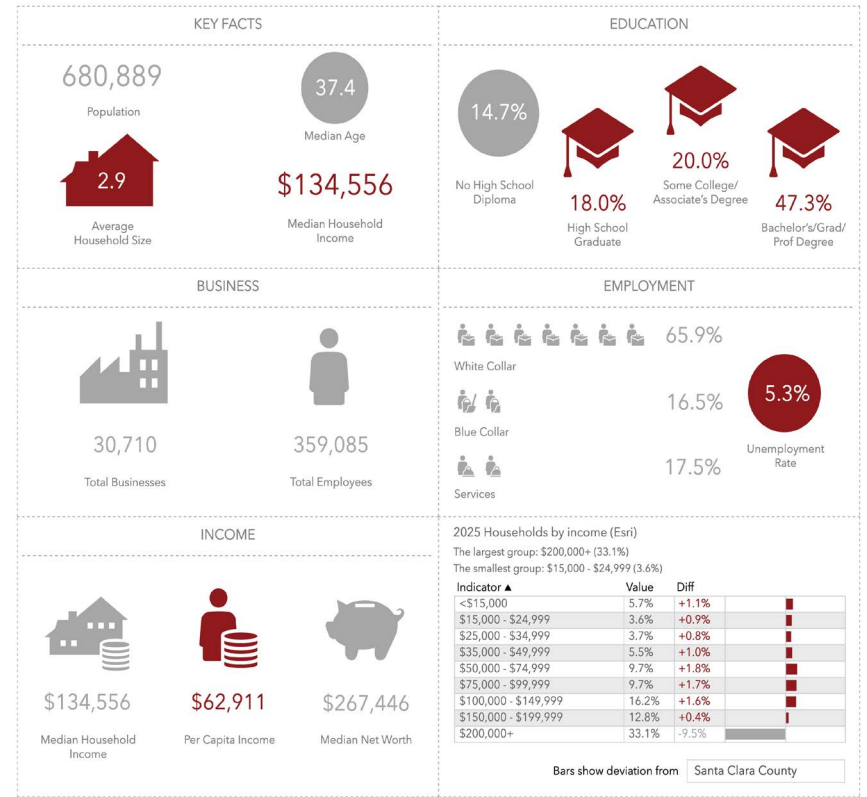 KEY FACTS
680,889
Population
37.4
Median Age
2.9
Average
Household Size
$134,556
Median Household
Income
EDUCATION
14.7%
No High School
Diploma
18.0%
High School
Graduate
20.0%
Some College/
Associate's Degree
47.3%
Bachelor's/Grad/
Prof Degree
BUSINESS
30,710
Total Businesses
359,085
Total Employees
EMPLOYMENT
65.9%
White Collar
16.5%
Blue Collar
17.5%
Services
5.3%
Unemployment
Rate
INCOME
$134,556
Median Household
Income
$62,911
Per Capita Income
$267,446
Median Net Worth
2025 Households by income (Esri)
The largest group: $200,000+ (33.1%)
The smallest group: $15,000 - $24,999 (3.6%)
Indicator ▲ Value Diff
<$15,000 5.7% +1.1%
$15,000 - $24,999 3.6% +0.9%
$25,000 - $34,999 3.7% +0.8%
$35,000 - $49,999 5.5% +1.0%
$50,000 - $74,999 9.7% +1.8%
$75,000 - $99,999 9.7% +1.7%
$100,000 - $149,999 16.2% +1.6%
$150,000 - $199,999 12.8% +0.4%
$200,000+ 33.1% -9.5%
Bars show deviation from Santa Clara County